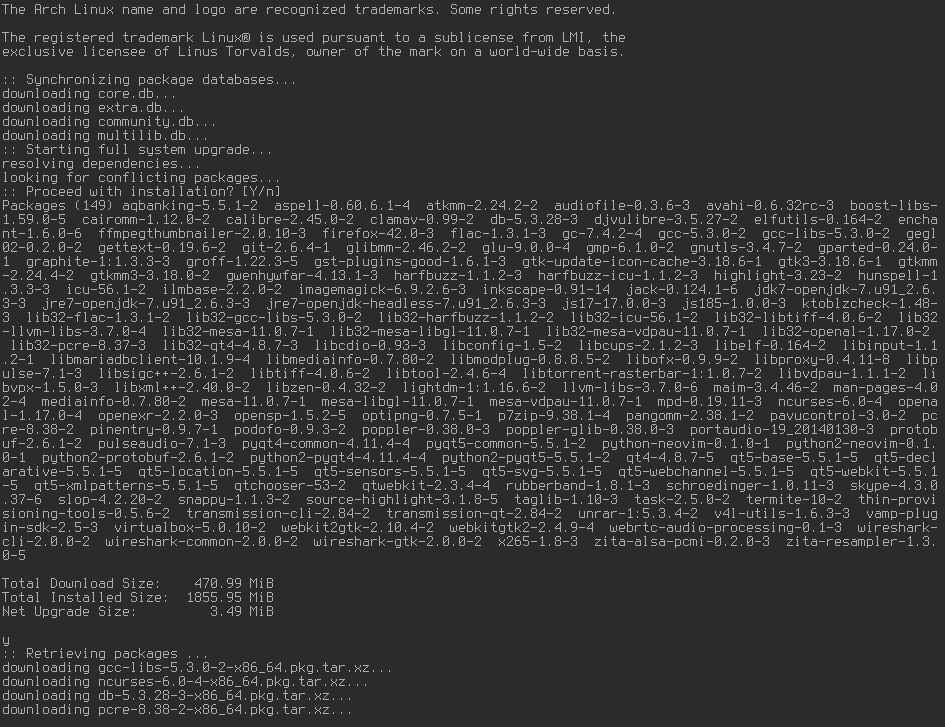 The Arch Linux name and logo are recognized trademarks. Some rights reserved.
The registered trademark Linux® is used pursuant to a sublicense from LMI, the
exclusive licensee of Linus Torvalds, owner of the mark on a world-wide basis.
:: Synchronizing package databases...
downloading core.db...
downloading extra.db...
downloading community.db...
downloading multilib.db...
:: Starting full system upgrade...
resolving dependencies...
looking for conflicting packages...
:: Proceed with installation? [Y/n]
Packages (149) aqbanking-5.5.1-2  aspell-0.60.6.1-4  atkmm-2.24.2-2  audiofile-0.3.6-3  avahi-0.6.32rc-3  boost-libs-
1.59.0-5  cairomm-1.12.0-2  calibre-2.45.0-2  clamav-0.99-2  db-5.3.28-3  djvulibre-3.5.27-2  elfutils-0.164-2  encha
nt-1.6.0-6  ffmpegthumbnailer-2.0.10-3  firefox-42.0-3  flac-1.3.1-3  gc-7.4.2-4  gcc-5.3.0-2  gcc-libs-5.3.0-2  gegl
02-0.2.0-2  gettext-0.19.6-2  git-2.6.4-1  glibmm-2.46.2-2  glu-9.0.0-4  gmp-6.1.0-2  gnutls-3.4.7-2  gparted-0.24.0-
1  graphite-1:1.3.3-3  groff-1.22.3-5  gst-plugins-good-1.6.1-3  gtk-update-icon-cache-3.18.6-1  gtk3-3.18.6-1  gtkmm
-2.24.4-2  gtkmm3-3.18.0-2  gwenhywfar-4.13.1-3  harfbuzz-1.1.2-3  harfbuzz-icu-1.1.2-3  highlight-3.23-2  hunspell-1
.3.3-3  icu-56.1-2  ilmbase-2.2.0-2  imagemagick-6.9.2.6-3  inkscape-0.91-14  jack-0.124.1-6  jdk7-openjdk-7.u91_2.6.
3-3  jre7-openjdk-7.u91_2.6.3-3  jre7-openjdk-headless-7.u91_2.6.3-3  js17-17.0.0-3  js185-1.0.0-3  ktoblzcheck-1.48-
3  lib32-flac-1.3.1-2  lib32-gcc-libs-5.3.0-2  lib32-harfbuzz-1.1.2-2  lib32-icu-56.1-2  lib32-libtiff-4.0.6-2  lib32
-llvm-libs-3.7.0-4  lib32-mesa-11.0.7-1  lib32-mesa-libgl-11.0.7-1  lib32-mesa-vdpau-11.0.7-1  lib32-openal-1.17.0-2
lib32-pcre-8.37-3  lib32-qt4-4.8.7-3  libcdio-0.93-3  libconfig-1.5-2  libcups-2.1.2-3  libelf-0.164-2  libinput-1.1
.2-1  libmariadbclient-10.1.9-4  libmediainfo-0.7.80-2  libmodplug-0.8.8.5-2  libofx-0.9.9-2  libproxy-0.4.11-8  libp
ulse-7.1-3  libsigc++-2.6.1-2  libtiff-4.0.6-2  libtool-2.4.6-4  libtorrent-rasterbar-1:1.0.7-2  libvdpau-1.1.1-2  li
bvpx-1.5.0-3  libxml++-2.40.0-2  libzen-0.4.32-2  lightdm-1:1.16.6-2  llvm-libs-3.7.0-6  maim-3.4.46-2  man-pages-4.0
2-4  mediainfo-0.7.80-2  mesa-11.0.7-1  mesa-libgl-11.0.7-1  mesa-vdpau-11.0.7-1  mpd-0.19.11-3  ncurses-6.0-4  opena
l-1.17.0-4  openexr-2.2.0-3  opensp-1.5.2-5  optipng-0.7.5-1  p7zip-9.38.1-4  pangomm-2.38.1-2  pavucontrol-3.0-2  pc
re-8.38-2  pinentry-0.9.7-1  podofo-0.9.3-2  poppler-0.38.0-3  poppler-glib-0.38.0-3  portaudio-19_20140130-3  protob
uf-2.6.1-2  pulseaudio-7.1-3  pyqt4-common-4.11.4-4  pyqt5-common-5.5.1-2  python-neovim-0.1.0-1  python2-neovim-0.1.
0-1  python2-protobuf-2.6.1-2  python2-pyqt4-4.11.4-4  python2-pyqt5-5.5.1-2  qt4-4.8.7-5  qt5-base-5.5.1-5  qt5-decl
arative-5.5.1-5  qt5-location-5.5.1-5  qt5-sensors-5.5.1-5  qt5-svg-5.5.1-5  qt5-webchannel-5.5.1-5  qt5-webkit-5.5.1
-5  qt5-xmlpatterns-5.5.1-5  qtchooser-53-2  qtwebkit-2.3.4-4  rubberband-1.8.1-3  schroedinger-1.0.11-3  skype-4.3.0
.37-6  slop-4.2.20-2  snappy-1.1.3-2  source-highlight-3.1.8-5  taglib-1.10-3  task-2.5.0-2  termite-10-2  thin-provi
sioning-tools-0.5.6-2  transmission-cli-2.84-2  transmission-qt-2.84-2  unrar-1:5.3.4-2  v4l-utils-1.6.3-3  vamp-plug
in-sdk-2.5-3  virtualbox-5.0.10-2  webkit2gtk-2.10.4-2  webkitgtk2-2.4.9-4  webrtc-audio-processing-0.1-3  wireshark-
cli-2.0.0-2  wireshark-common-2.0.0-2  wireshark-gtk-2.0.0-2  x265-1.8-3  zita-alsa-pcmi-0.2.0-3  zita-resampler-1.3.
0-5
Total Download Size:    470.99 MiB
Total Installed Size:  1855.95 MiB
Net Upgrade Size:         3.49 MiB
y
:: Retrieving packages ...
downloading gcc-libs-5.3.0-2-x86_64.pkg.tar.xz...
downloading ncurses-6.0-4-x86_64.pkg.tar.xz...
downloading db-5.3.28-3-x86_64.pkg.tar.xz...
downloading pcre-8.38-2-x86_64.pkg.tar.xz...